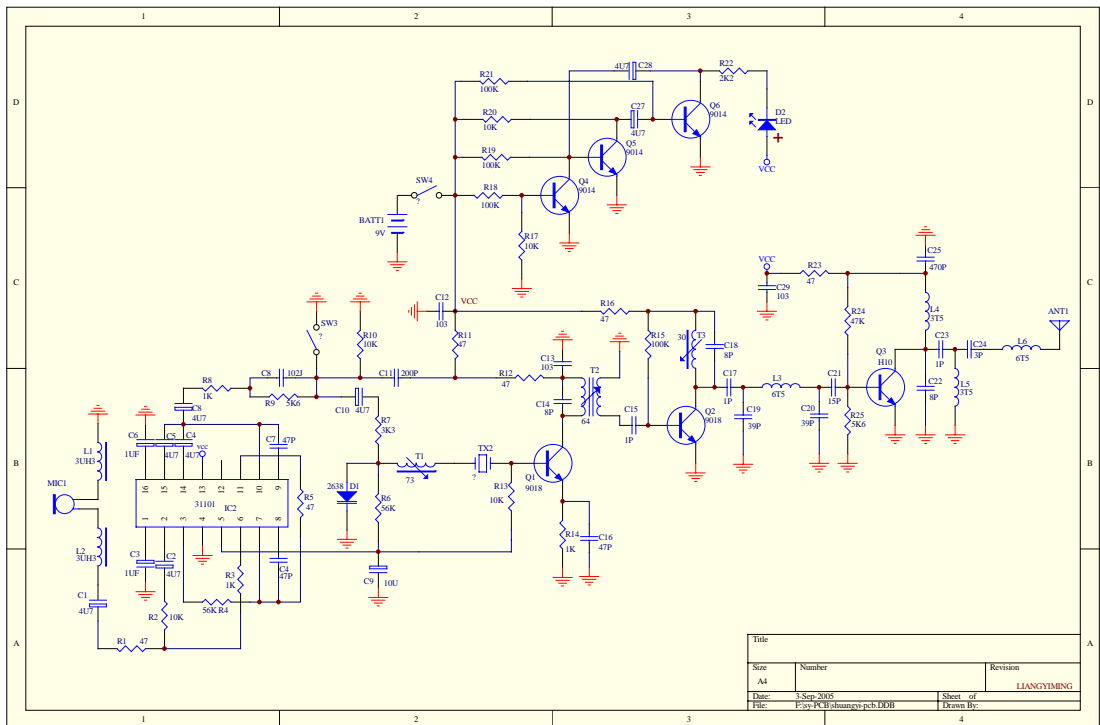 1 2 3 4
D D
C C
B B
A A
4U7 C28
R22
2K2
R21
100K
R20
10K
C27
4U7
Q6
9014
D2
LED
+
VCC
R19
100K
Q5
9014
SW4
?
R18
100K
Q4
9014
BATT1
9V
R17
10K
C25
470P
VCC
R23
47
C29
103
C12
103
VCC
R16
47
SW3
?
R10
10K
R11
47
R15
100K
30 T3
C18
8P
R24
47K
L4
3T5
ANT1
C13
103
C23
1P
C24
3P
L6
6T5
Q3
H10
R8
1K
C8 102J
C11 200P
R12
47
T2
64
C14
8P
R9 5K6
C10 4U7
C17
1P
L3
6T5
C21
15P
C22
8P
L5
3T5
C8
4U7
R7
3K3
C15
1P
Q2
9018
C19
39P
C20
39P
R25
5K6
C6
1UF
C5
4U7
C4
4U7
vcc
C7 47P
L1
3UH3
T1
73
TX2
?
Q1
9018
MIC1
16 15 14 13 12 11 10 9
31101
IC2
1 2 3 4 5 6 7 8
R5
47
2638 D1
R6
56K
R13
10K
R14
1K
C16
47P
L2
3UH3
C3
1UF
C2
4U7
R3
1K
C4
47P
C9 10U
C1
4U7
56K R4
R2 10K
R1 47
Title
Size Number Revision
A4
LIANGYIMING
Date: 3-Sep-2005 Sheet of
File: F:\sy-PCB\shuangyi-pcb.DDB Drawn By:
1 2 3 4